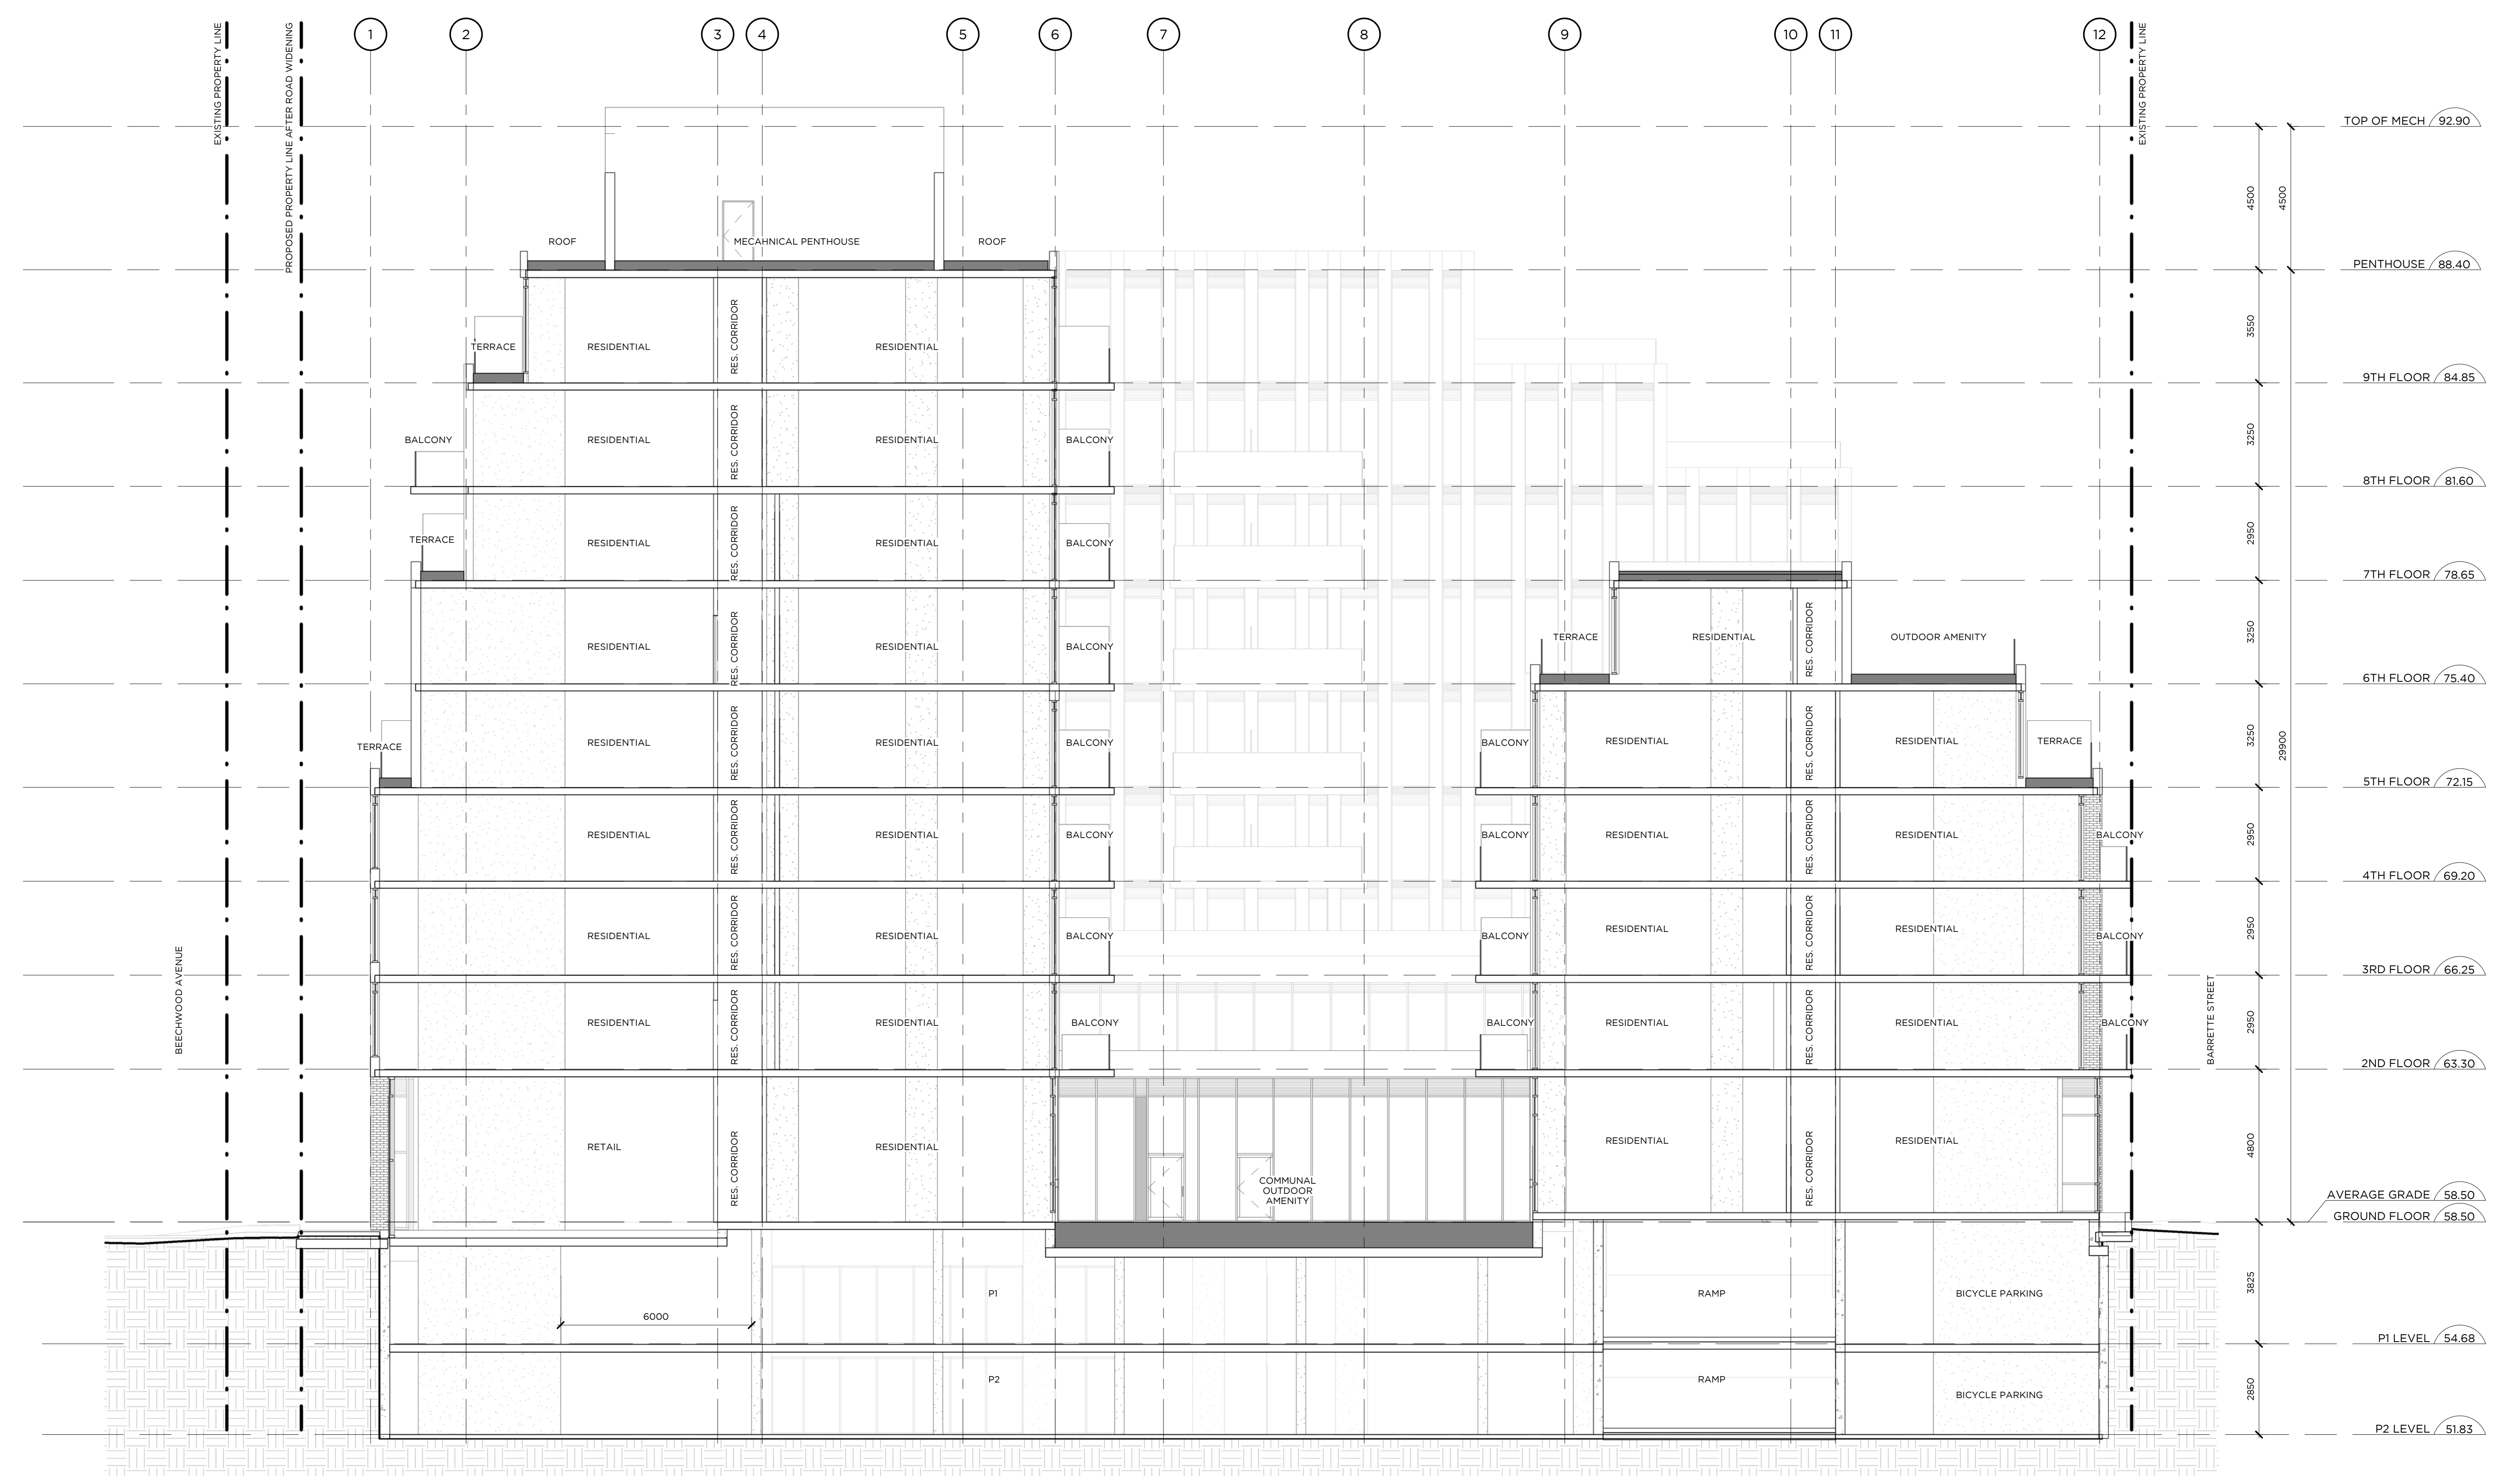 EXISTING PROPERTY LINE
PROPOSED PROPERTY LINE AFTER ROAD WIDENING
1
2
3
4
5
6
7
8
9
10
11
12
EXISTING PROPERTY LINE
TOP OF MECH 92.90
4500
4500
ROOF
MECAHNICAL PENTHOUSE
ROOF
PENTHOUSE 88.40
TERRACE
RESIDENTIAL
RES. CORRIDOR
RESIDENTIAL
3550
9TH FLOOR 84.85
BALCONY
RESIDENTIAL
RES. CORRIDOR
RESIDENTIAL
BALCONY
3250
8TH FLOOR 81.60
TERRACE
RESIDENTIAL
RES. CORRIDOR
RESIDENTIAL
BALCONY
2950
7TH FLOOR 78.65
RESIDENTIAL
RES. CORRIDOR
RESIDENTIAL
BALCONY
TERRACE
RESIDENTIAL
RES. CORRIDOR
OUTDOOR AMENITY
3250
6TH FLOOR 75.40
TERRACE
RESIDENTIAL
RES. CORRIDOR
RESIDENTIAL
BALCONY
BALCONY
RESIDENTIAL
RES. CORRIDOR
RESIDENTIAL
TERRACE
3250
29900
5TH FLOOR 72.15
RESIDENTIAL
RES. CORRIDOR
RESIDENTIAL
BALCONY
BALCONY
RESIDENTIAL
RES. CORRIDOR
RESIDENTIAL
BALCONY
2950
4TH FLOOR 69.20
BEECHWOOD AVENUE
RESIDENTIAL
RES. CORRIDOR
RESIDENTIAL
BALCONY
BALCONY
RESIDENTIAL
RES. CORRIDOR
RESIDENTIAL
BALCONY
2950
3RD FLOOR 66.25
RESIDENTIAL
RES. CORRIDOR
RESIDENTIAL
BALCONY
BALCONY
RESIDENTIAL
RES. CORRIDOR
RESIDENTIAL
BALCONY
BARRETTE STREET
2950
2ND FLOOR 63.30
RETAIL
RES. CORRIDOR
RESIDENTIAL
COMMUNAL
OUTDOOR
AMENITY
RESIDENTIAL
RES. CORRIDOR
RESIDENTIAL
4800
AVERAGE GRADE 58.50
GROUND FLOOR 58.50
6000
P1
RAMP
BICYCLE PARKING
3825
P1 LEVEL 54.68
P2
RAMP
BICYCLE PARKING
2850
P2 LEVEL 51.83